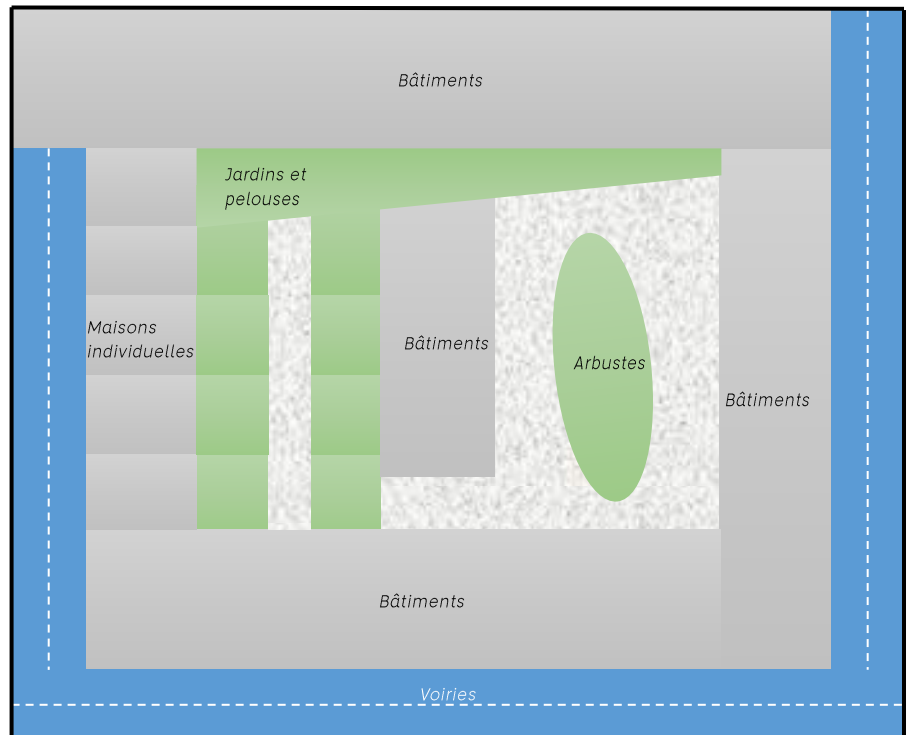 Bâtiments
Jardins et
pelouses
Maisons
individuelles
Bâtiments
Arbustes
Bâtiments
Bâtiments
Voiries